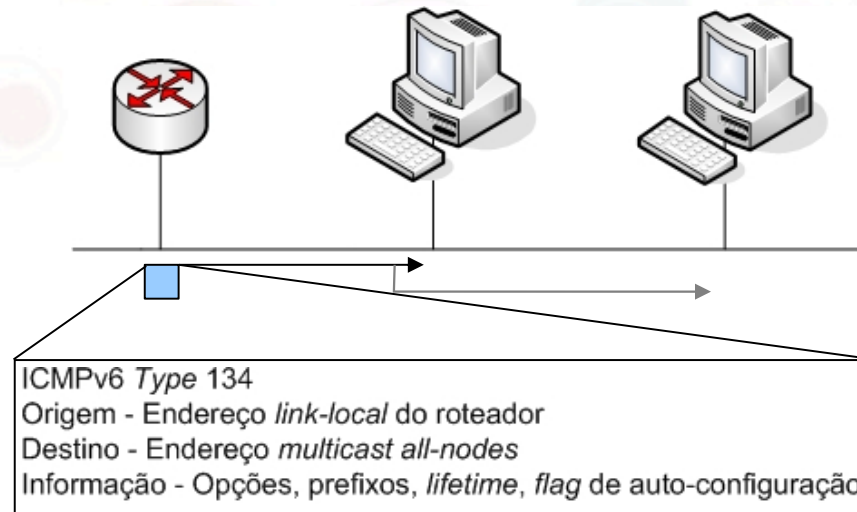 ICMPv6 Type 134
Origem - Endereço link-local do roteador
Destino - Endereço multicast all-nodes
Informação - Opções, prefixos, lifetime, flag de auto-configuração